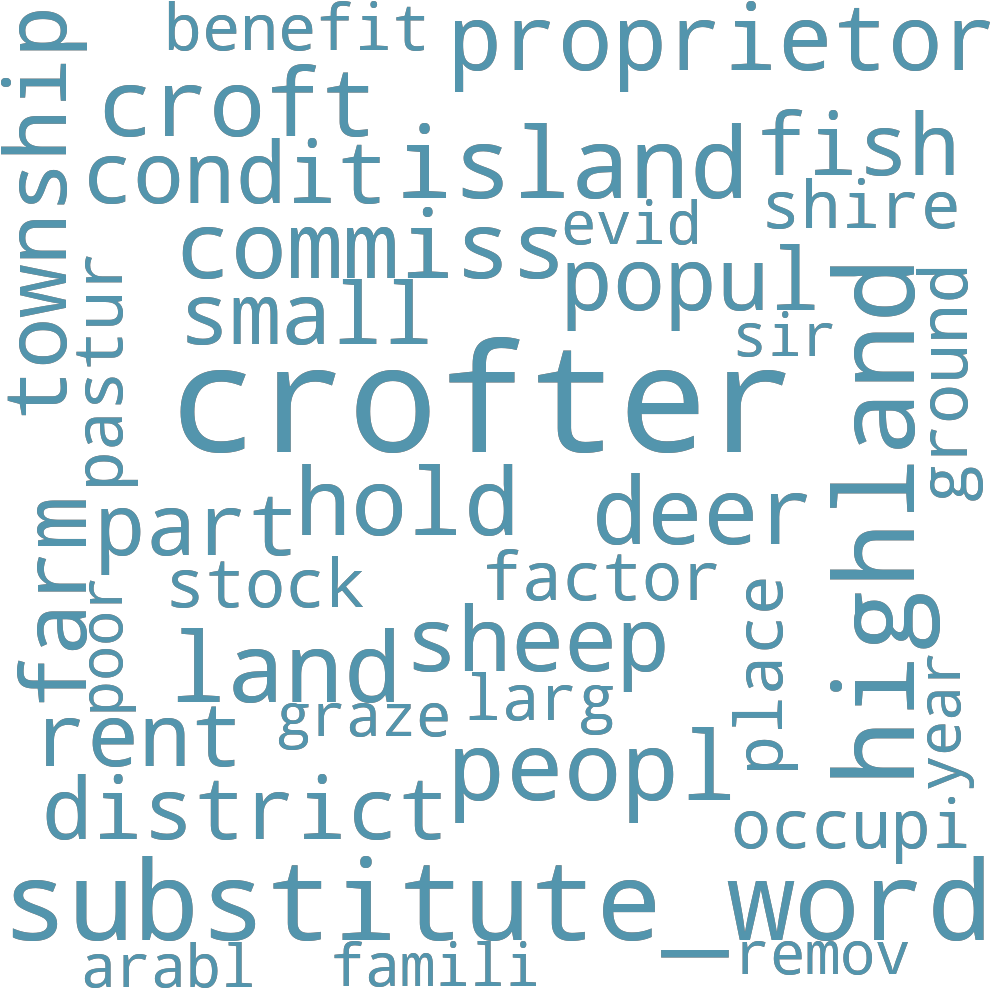 benefit
proprietor
township
croft
fish
condit
island
shire
evid
commiss
popul
pastur
small
sir
highland
ground
crofter
hold
deer
part
farm
stock
factor
poor
place
sheep
land
larg
year
graze
rent
peopl
district
occupi
substitute_word
remov
arabl
famili